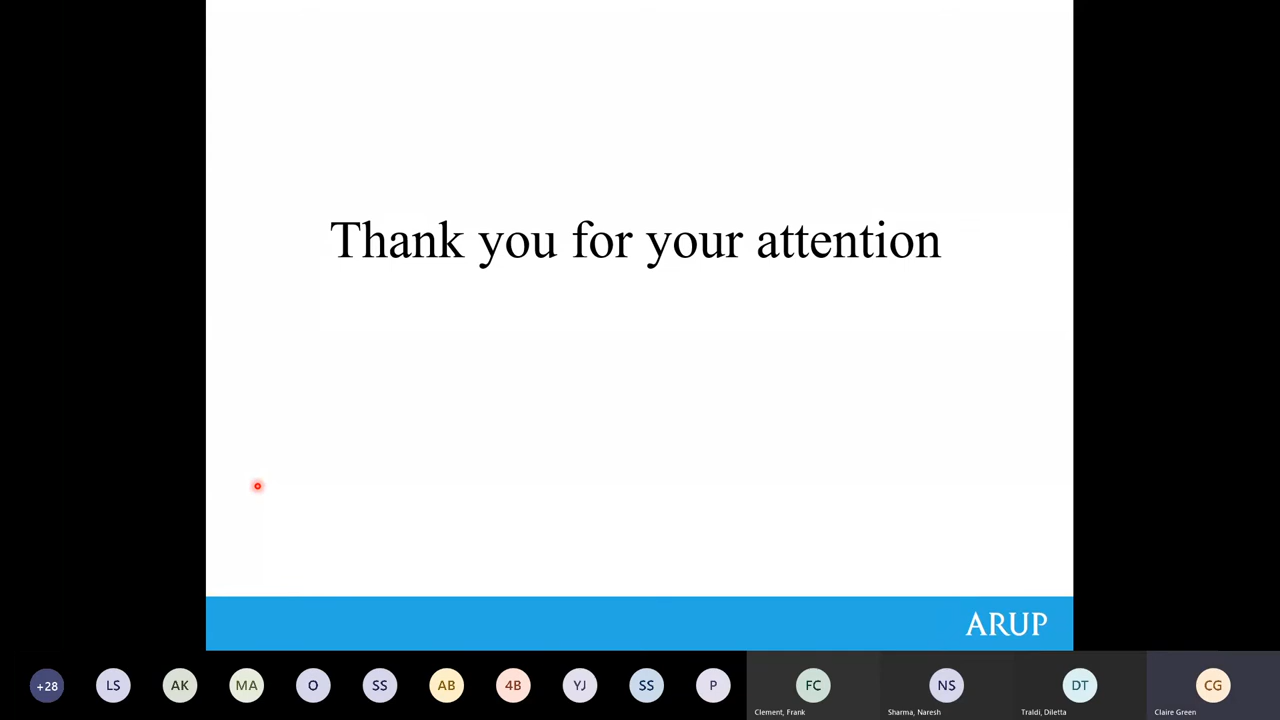 Thank you for your attention
ARUP
+28
LS
AK
MA
O
SS
AB
4B
YJ
SS
P
FC
NS
DT
CG
Clement, Frank
Sharma, Naresh
Traldi, Diletta
Claire Green